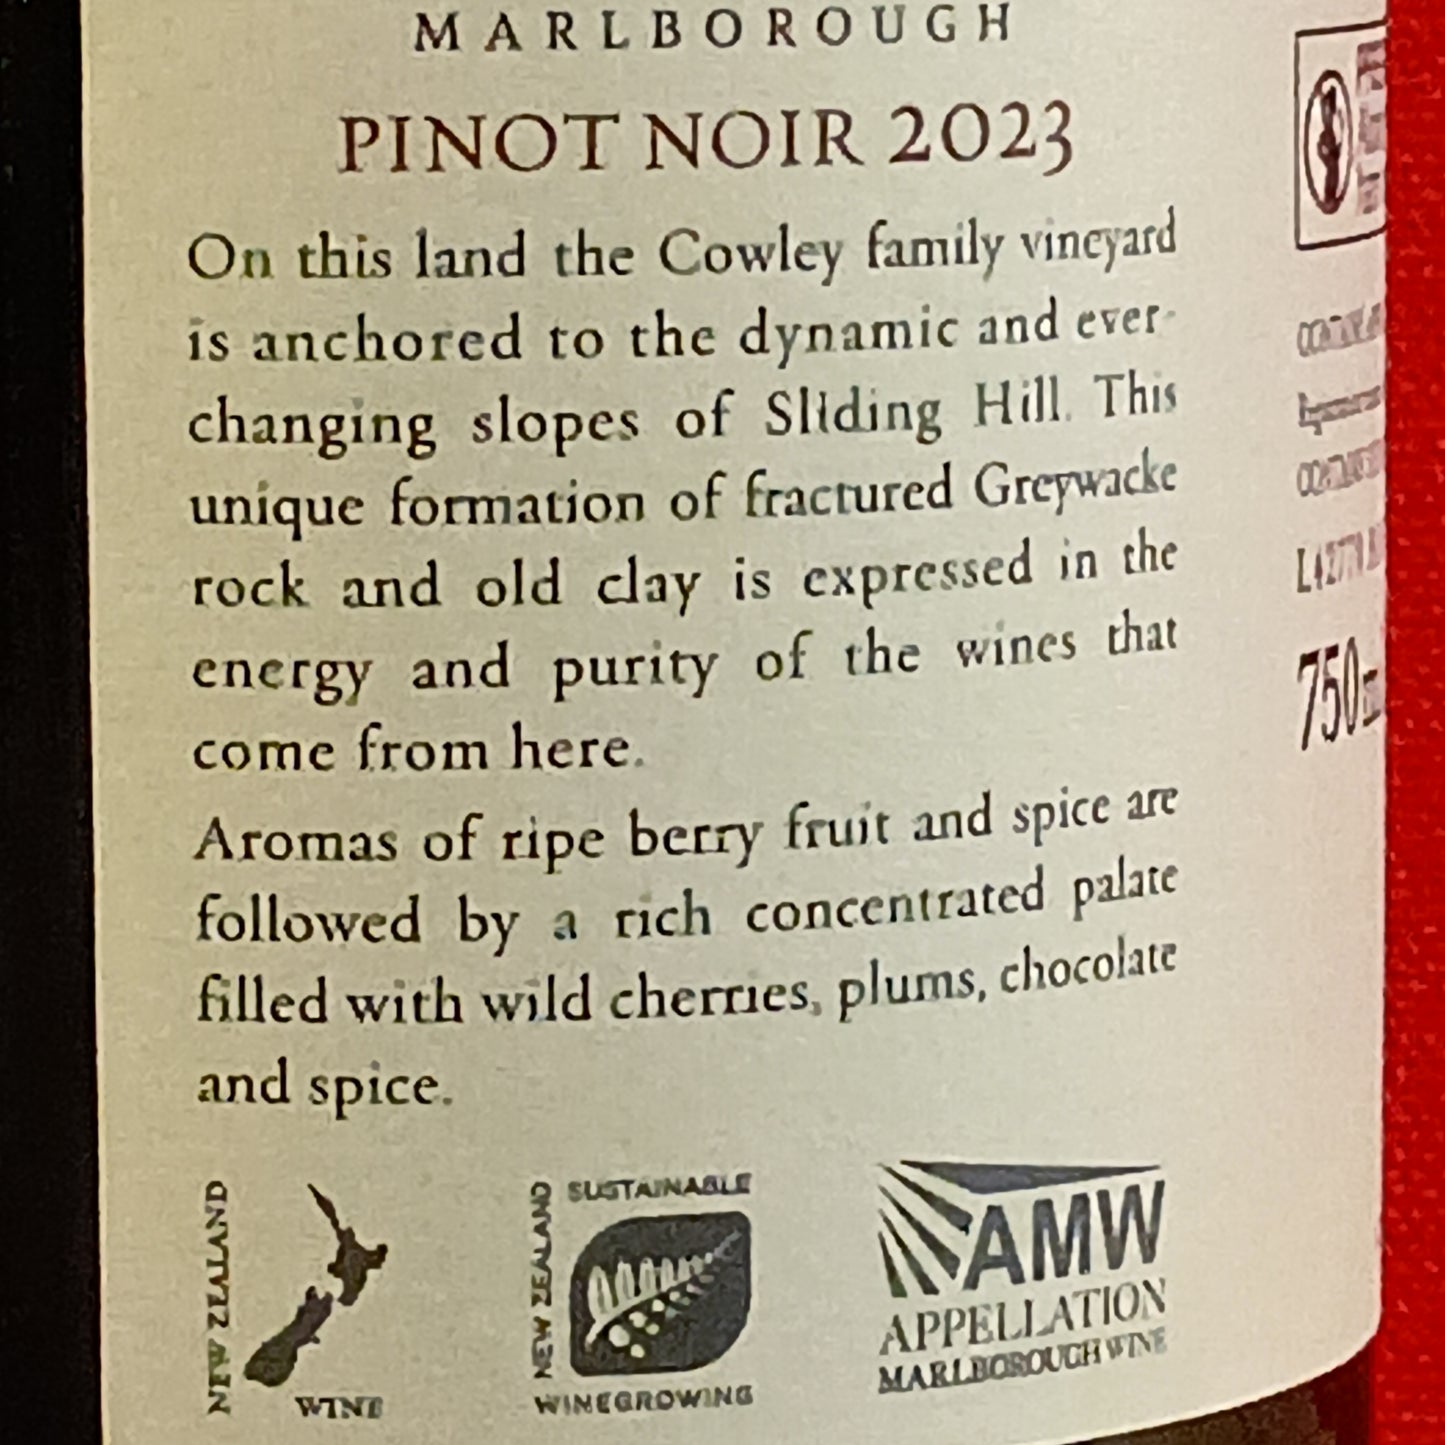 MARLBOROUGH
PINOT NOIR 2023
On this land the Cowley family vineyard
is anchored to the dynamic and ever-
changing slopes of Sliding Hill. This
unique formation of fractured Greywacke
rock and old clay is expressed in the
energy and purity of the wines that
come from here.
Aromas of ripe berry fruit and spice are
followed by a rich concentrated palate
filled with wild cherries, plums, chocolate
and spice.
NEW ZEALAND
WINE
NEW ZEALAND
SUSTAINABLE
WINEGROWING
AMW
APPELLATION
MARLBOROUGH WINE
750